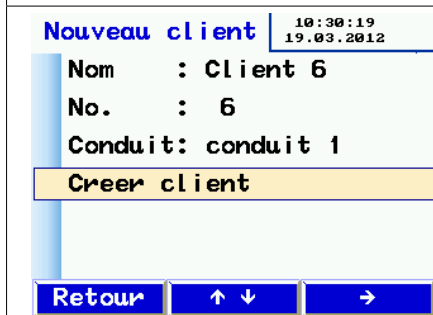 Nouveau client
10:30:19
19.03.2012
Nom : Client 6
No. : 6
Conduit: conduit 1
Creer client
Retour ↑ ↓ →